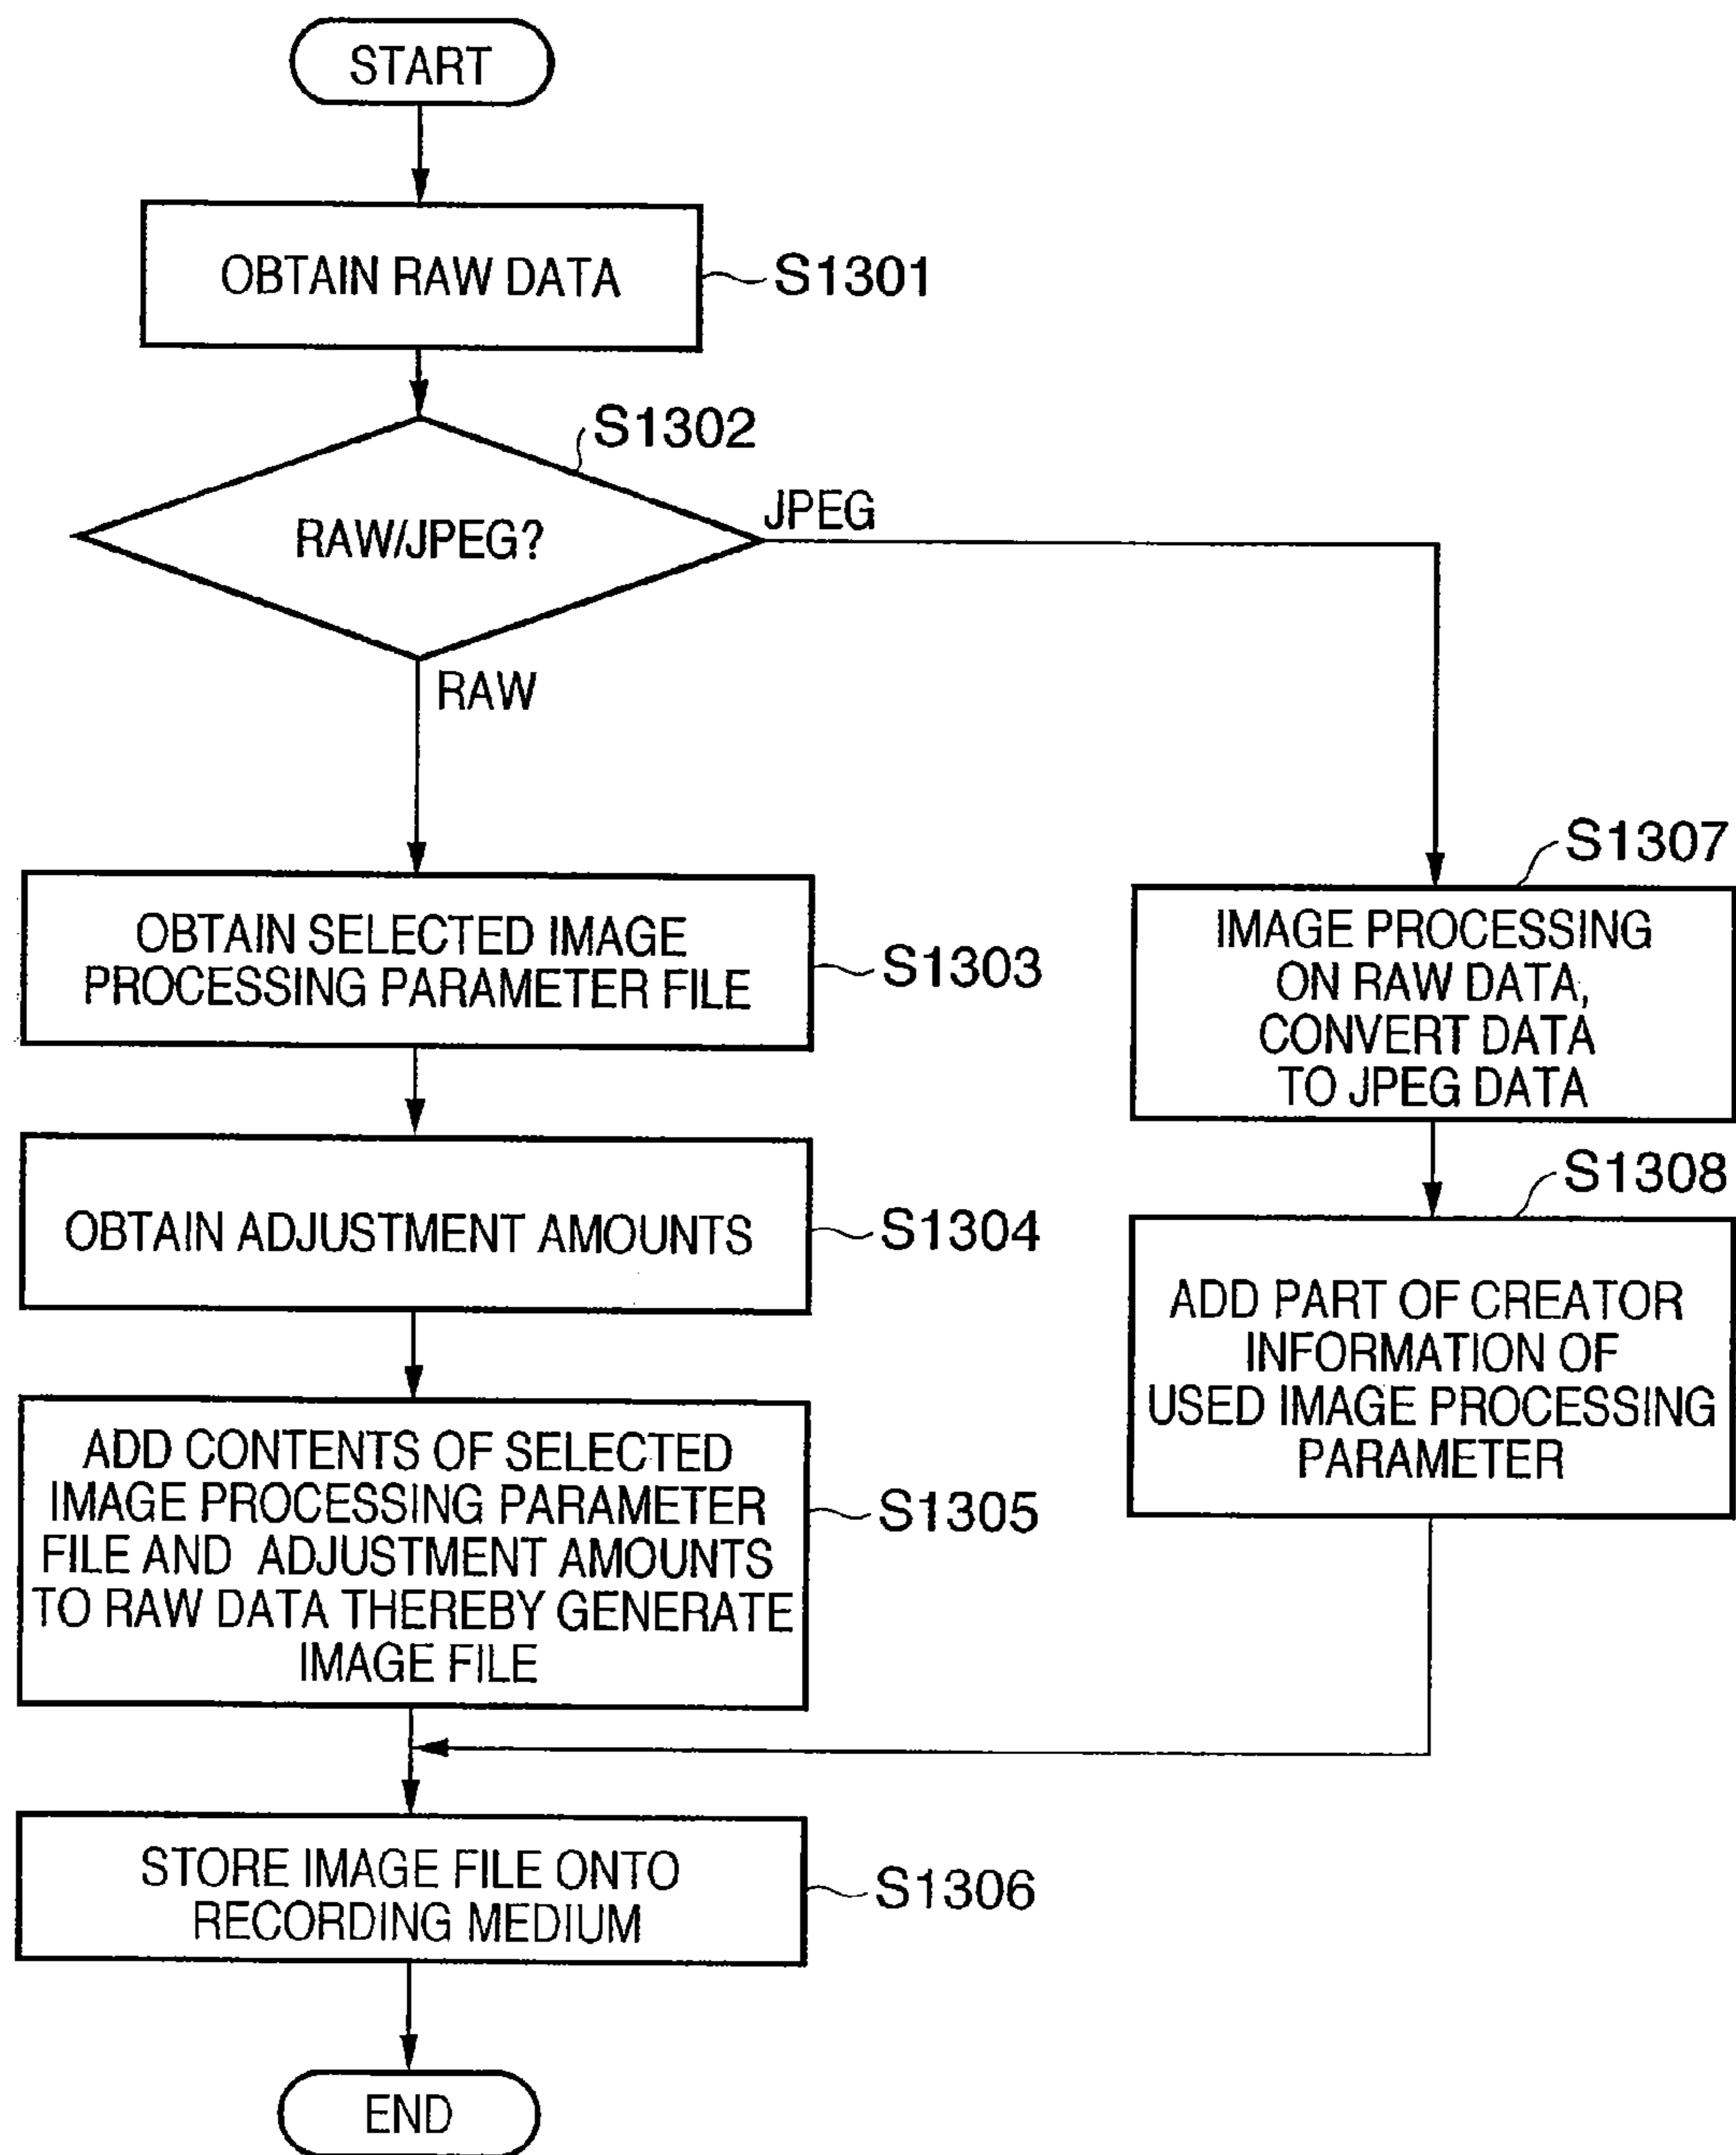 START
OBTAIN RAW DATA
S1301
S1302
RAW/JPEG?
JPEG
RAW
OBTAIN SELECTED IMAGE
PROCESSING PARAMETER FILE
S1303
OBTAIN ADJUSTMENT AMOUNTS
S1304
ADD CONTENTS OF SELECTED
IMAGE PROCESSING PARAMETER
FILE AND ADJUSTMENT AMOUNTS
TO RAW DATA THEREBY GENERATE
IMAGE FILE
S1305
S1307
IMAGE PROCESSING
ON RAW DATA,
CONVERT DATA
TO JPEG DATA
S1308
ADD PART OF CREATOR
INFORMATION OF
USED IMAGE PROCESSING
PARAMETER
STORE IMAGE FILE ONTO
RECORDING MEDIUM
S1306
END